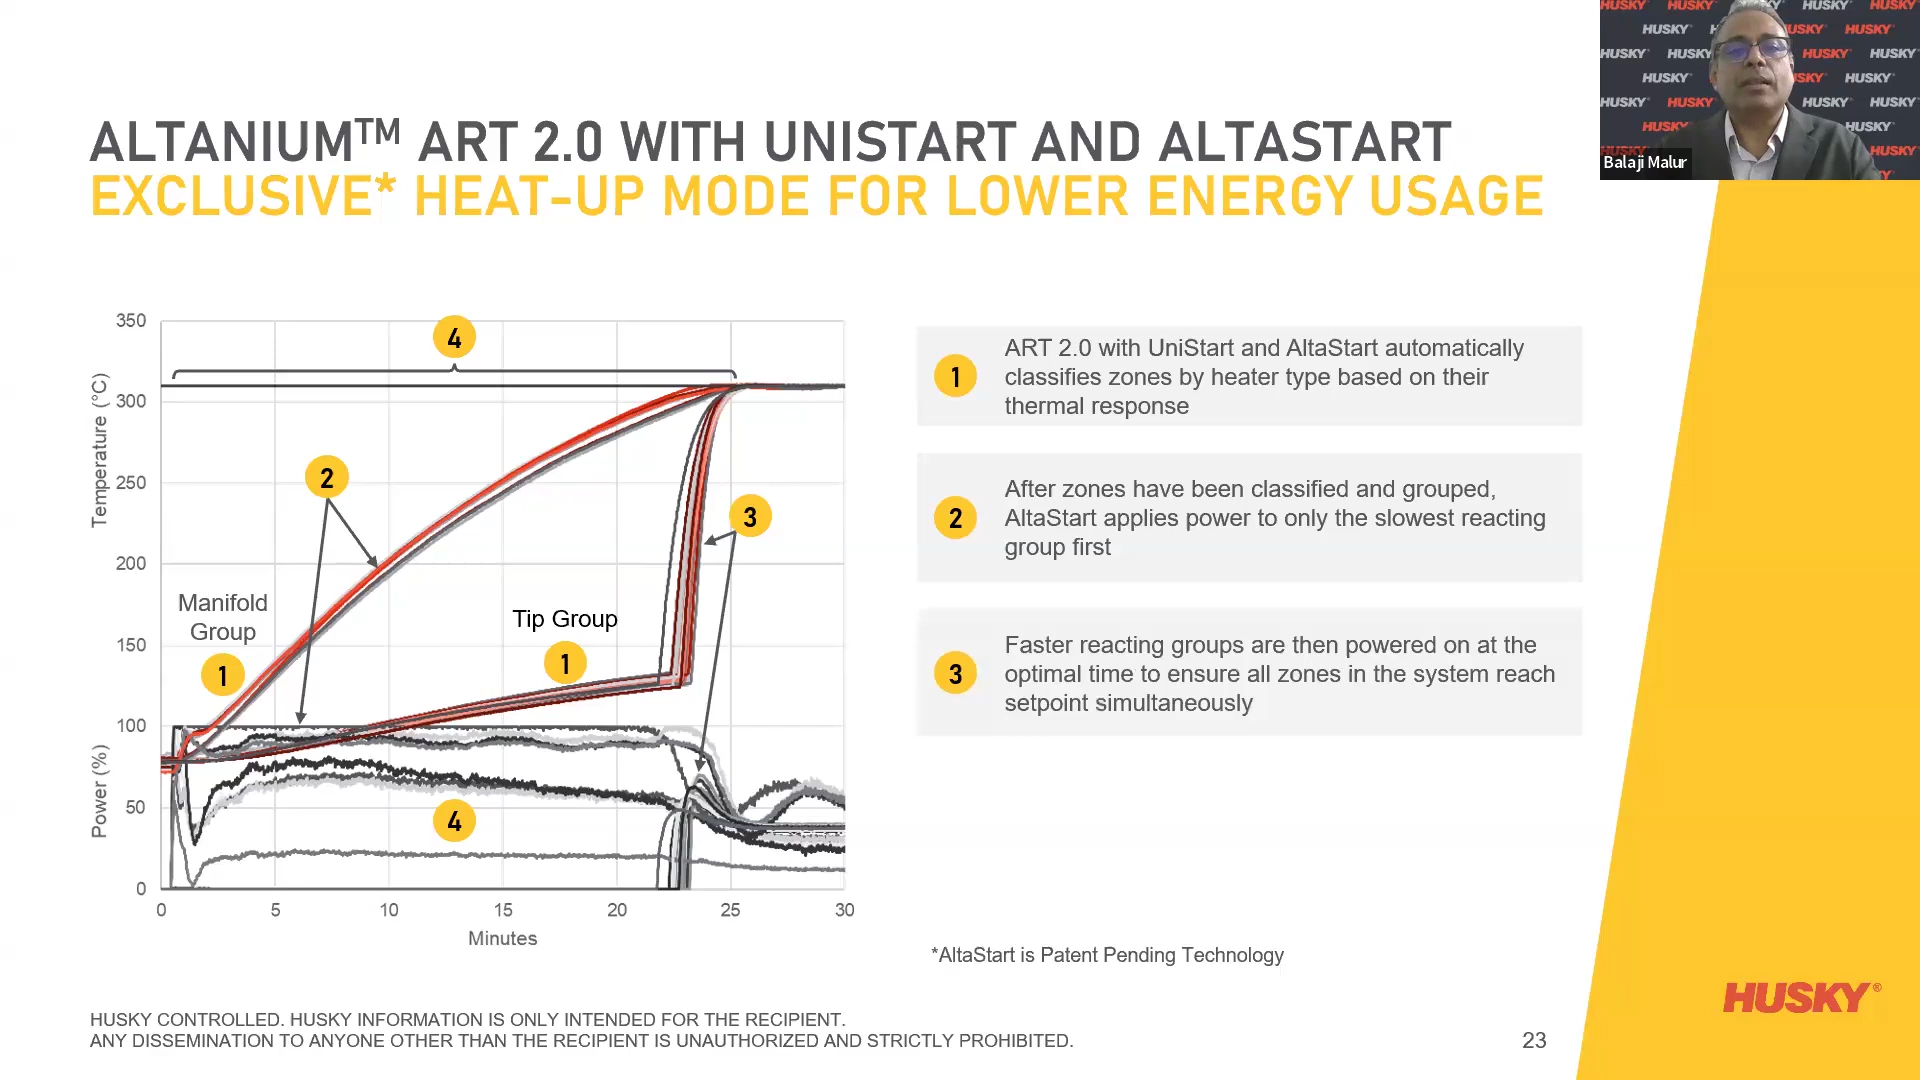 ALTANIUM™ ART 2.0 WITH UNISTART AND ALTASTART
EXCLUSIVE* HEAT-UP MODE FOR LOWER ENERGY USAGE
HUSKY
Balaji Malur
350
300
250
200
150
100
50
0
Temperature (°C)
Power (%)
0 5 10 15 20 25 30
Minutes
4
2
3
Manifold
Group
1
Tip Group
1
4
1
ART 2.0 with UniStart and AltaStart automatically
classifies zones by heater type based on their
thermal response
2
After zones have been classified and grouped,
AltaStart applies power to only the slowest reacting
group first
3
Faster reacting groups are then powered on at the
optimal time to ensure all zones in the system reach
setpoint simultaneously
*AltaStart is Patent Pending Technology
HUSKY®
HUSKY CONTROLLED. HUSKY INFORMATION IS ONLY INTENDED FOR THE RECIPIENT.
ANY DISSEMINATION TO ANYONE OTHER THAN THE RECIPIENT IS UNAUTHORIZED AND STRICTLY PROHIBITED.
23